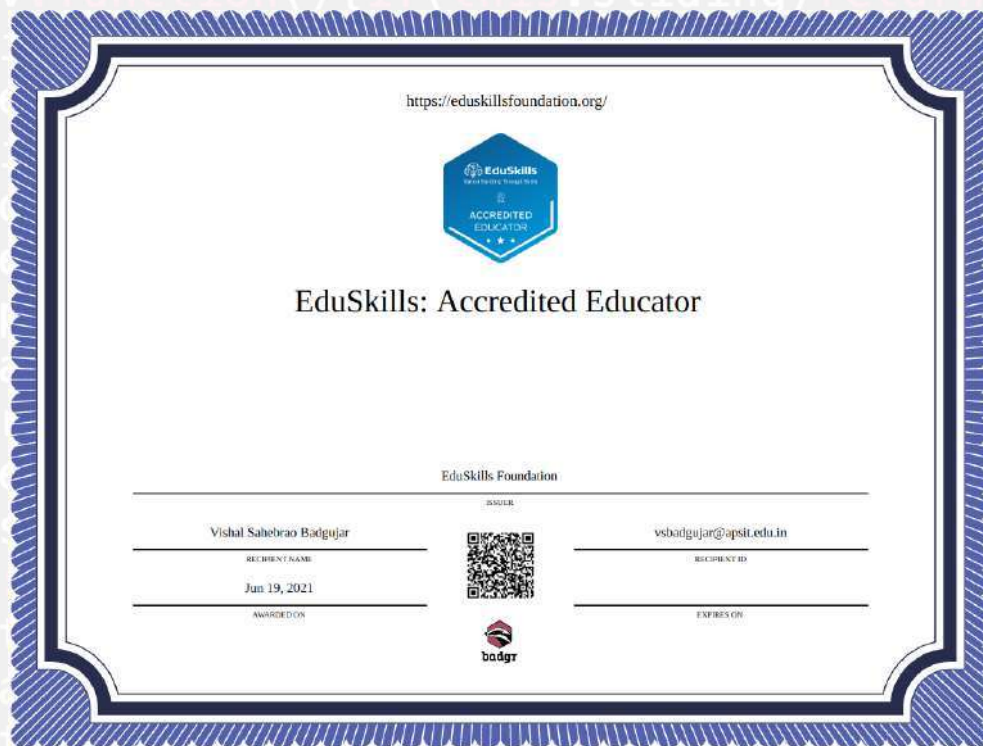 https://eduskillsfoundation.org/
EduSkills
ACCREDITED
EDUCATOR
EduSkills: Accredited Educator
EduSkills Foundation
ISSUER
Vishal Sahebrao Badgujar
vsbadgujar@apsit.edu.in
RECIPIENT NAME
RECIPIENT ID
Jun 19, 2021
AWARDED ON
EXPIRES ON
badgr